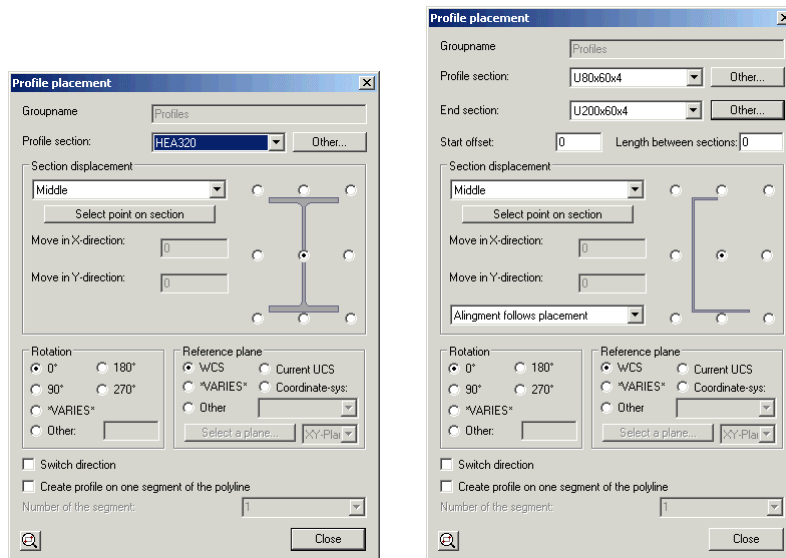 Profile placement
Groupname Profiles
Profile section: HEA320 Other...
Section displacement
Middle
Select point on section
Move in X-direction: 0
Move in Y-direction: 0
Rotation
0° 180°
90° 270°
*VARIES*
Other:
Reference plane
WCS Current UCS
*VARIES* Coordinate-sys:
Other
Select a plane... XY-Pla
Switch direction
Create profile on one segment of the polyline
Number of the segment: 1
Close
Profile placement
Groupname Profiles
Profile section: U80x60x4 Other...
End section: U200x60x4 Other...
Start offset: 0 Length between sections: 0
Section displacement
Middle
Select point on section
Move in X-direction: 0
Move in Y-direction: 0
Alingment follows placement
Rotation
0° 180°
90° 270°
*VARIES*
Other:
Reference plane
WCS Current UCS
*VARIES* Coordinate-sys:
Other
Select a plane... XY-Pla
Switch direction
Create profile on one segment of the polyline
Number of the segment: 1
Close